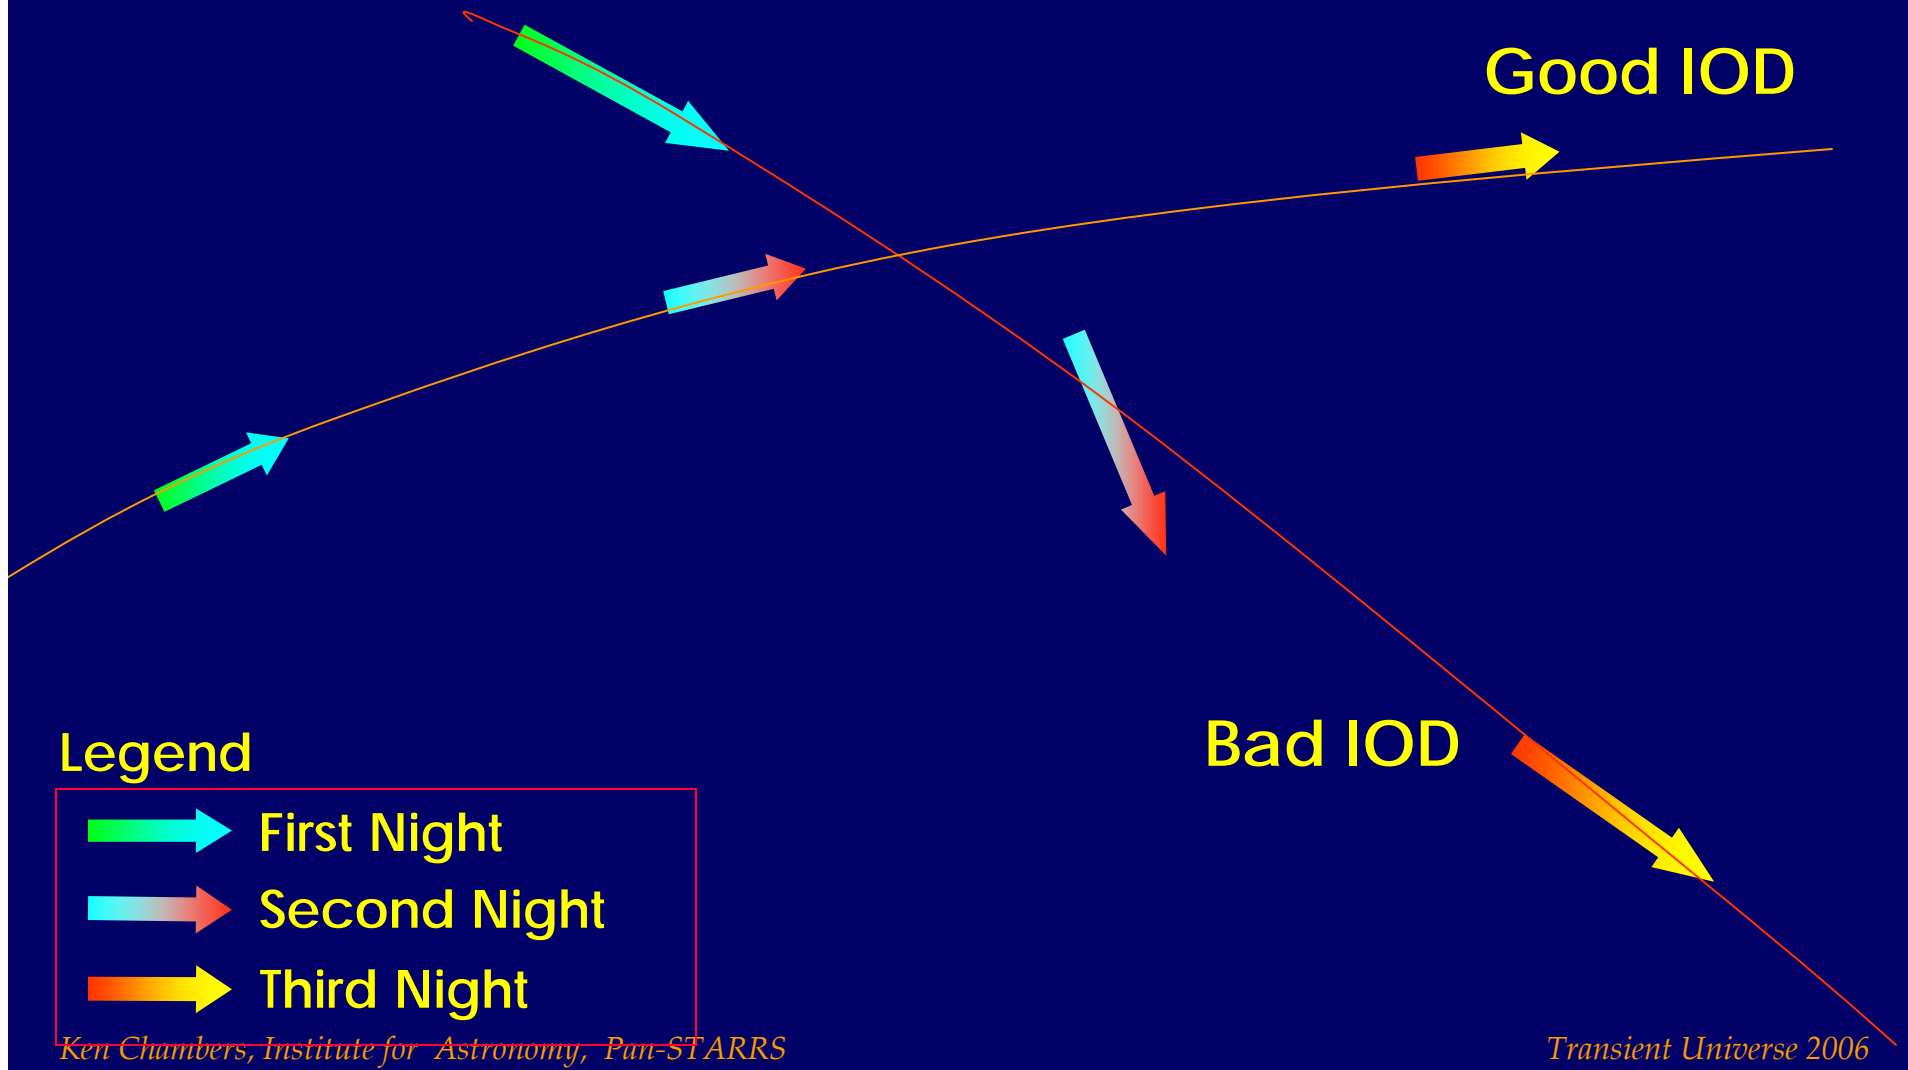 Good IOD
Bad IOD
Legend
First Night
Second Night
Third Night
Ken Chambers, Institute for Astronomy, Pan-STARRS
Transient Universe 2006